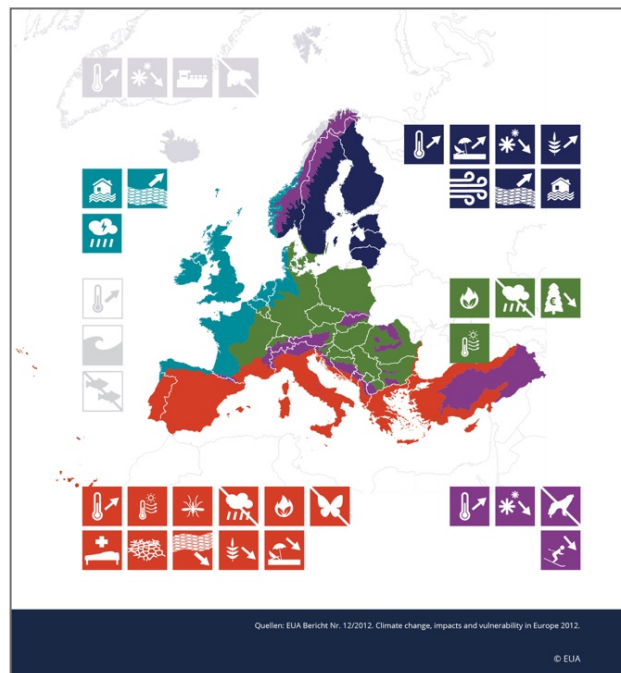 €
Quellen: EUA Bericht Nr. 12/2012. Climate change, impacts and vulnerability in Europe 2012.
© EUA